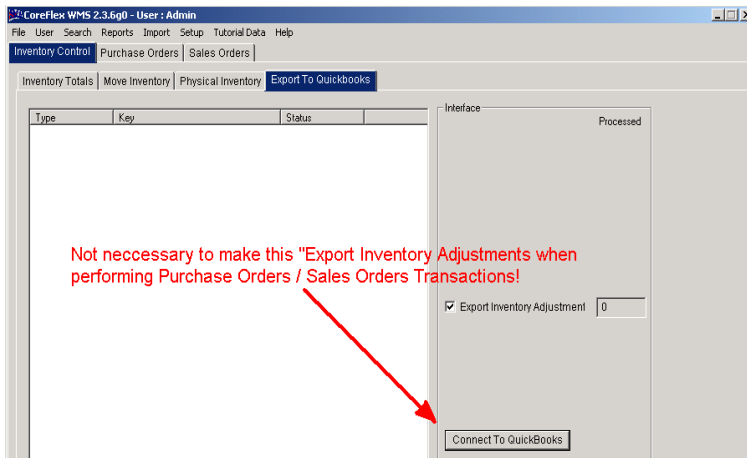 CoreFlex WMS 2.3.6g0 - User : Admin
File User Search Reports Import Setup Tutorial Data Help
Inventory Control Purchase Orders Sales Orders
Inventory Totals Move Inventory Physical Inventory Export To Quickbooks
Interface
Type Key Status
Processed
Not neccessary to make this "Export Inventory Adjustments when
performing Purchase Orders / Sales Orders Transactions!
Export Inventory Adjustment 0
Connect To QuickBooks